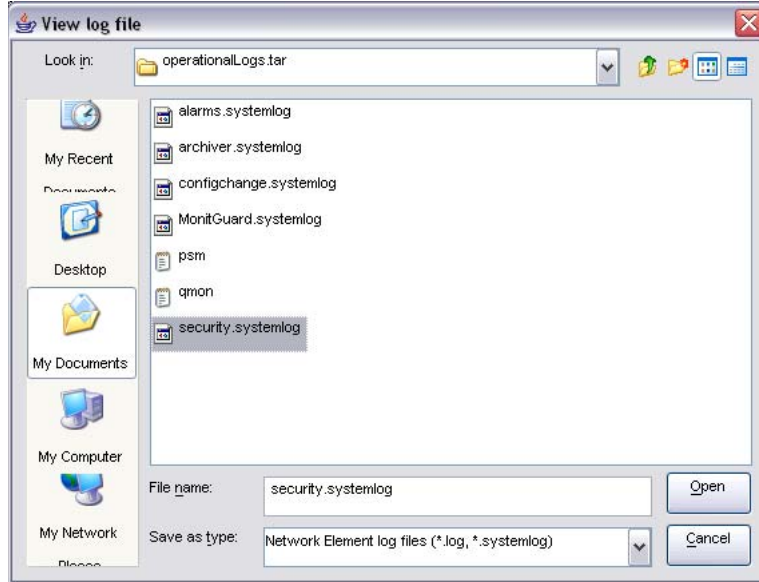 View log file
Look in:
operationalLogs.tar
My Recent
Documents
Desktop
My Documents
My Computer
My Network
alarms.systemlog
archiver.systemlog
configchange.systemlog
MonitGuard.systemlog
psm
qmon
security.systemlog
File name:
security.systemlog
Open
Save as type:
Network Element log files (*.log, *.systemlog)
Cancel